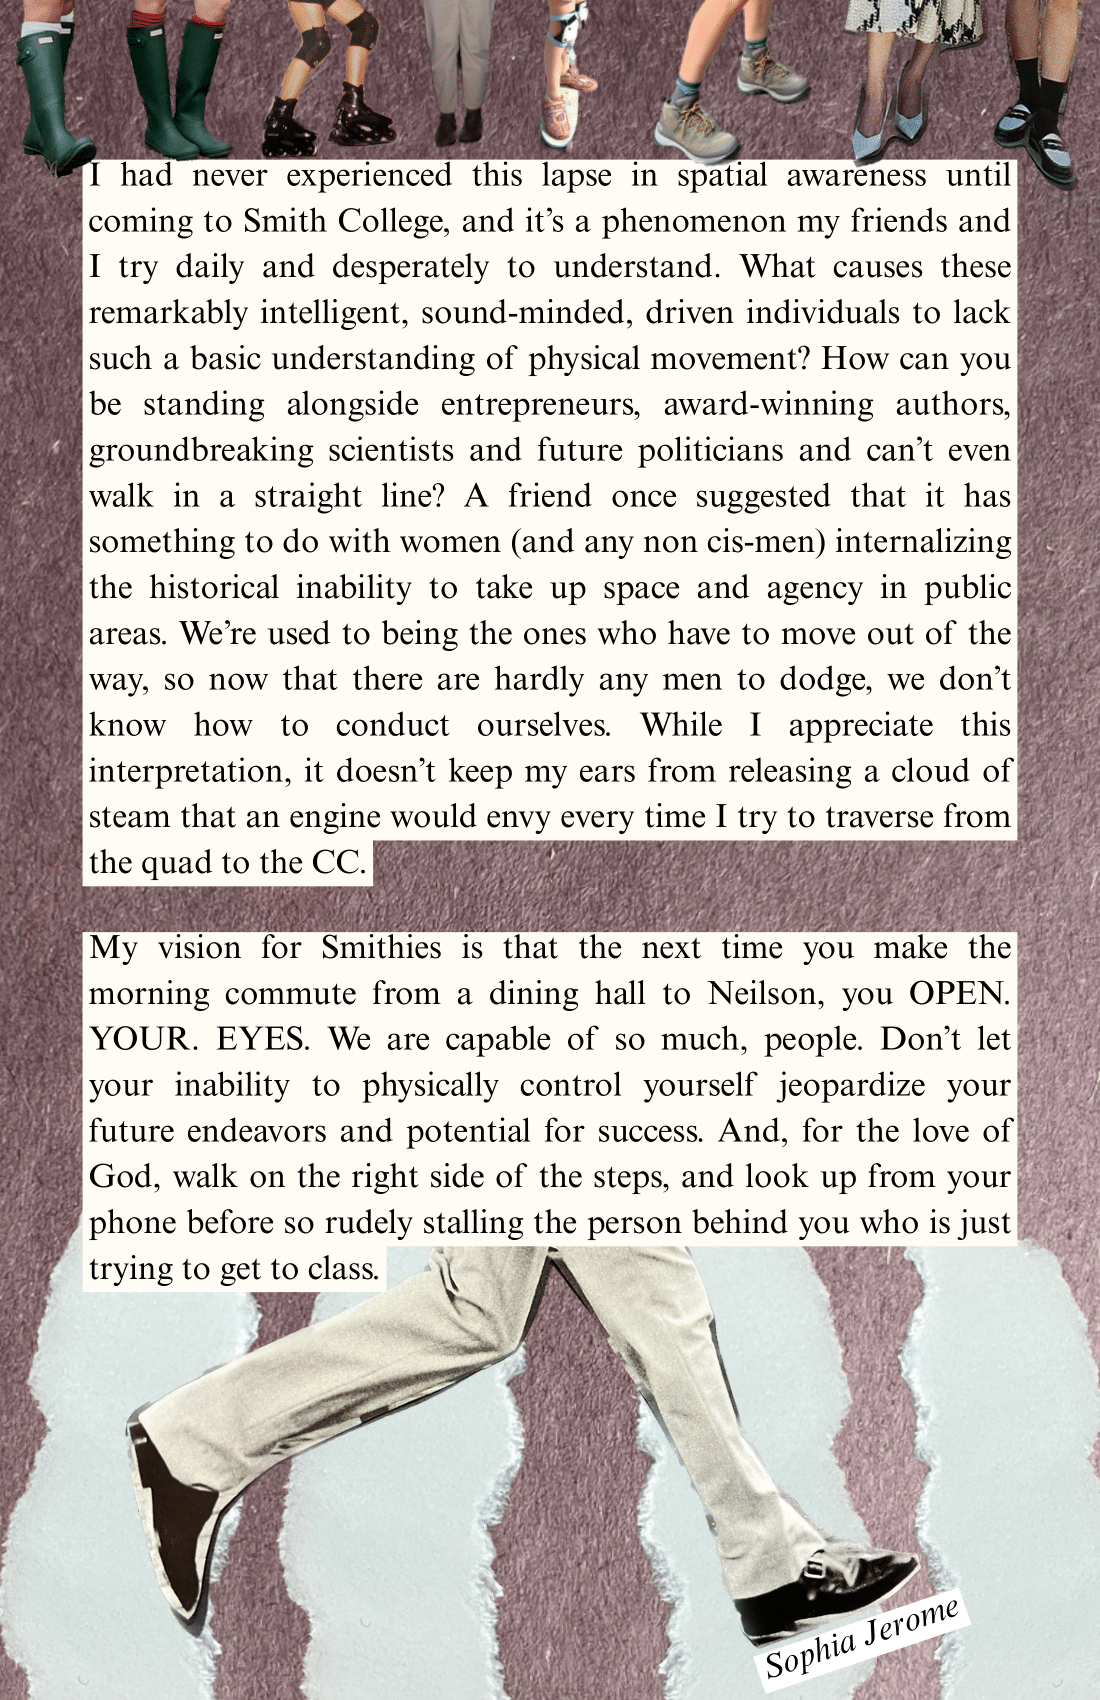 I had never experienced this lapse in spatial awareness until
coming to Smith College, and it’s a phenomenon my friends and
I try daily and desperately to understand. What causes these
remarkably intelligent, sound-minded, driven individuals to lack
such a basic understanding of physical movement? How can you
be standing alongside entrepreneurs, award-winning authors,
groundbreaking scientists and future politicians and can’t even
walk in a straight line? A friend once suggested that it has
something to do with women (and any non cis-men) internalizing
the historical inability to take up space and agency in public
areas. We’re used to being the ones who have to move out of the
way, so now that there are hardly any men to dodge, we don’t
know how to conduct ourselves. While I appreciate this
interpretation, it doesn’t keep my ears from releasing a cloud of
steam that an engine would envy every time I try to traverse from
the quad to the CC.
My vision for Smithies is that the next time you make the
morning commute from a dining hall to Neilson, you OPEN.
YOUR. EYES. We are capable of so much, people. Don’t let
your inability to physically control yourself jeopardize your
future endeavors and potential for success. And, for the love of
God, walk on the right side of the steps, and look up from your
phone before so rudely stalling the person behind you who is just
trying to get to class.
Sophia Jerome